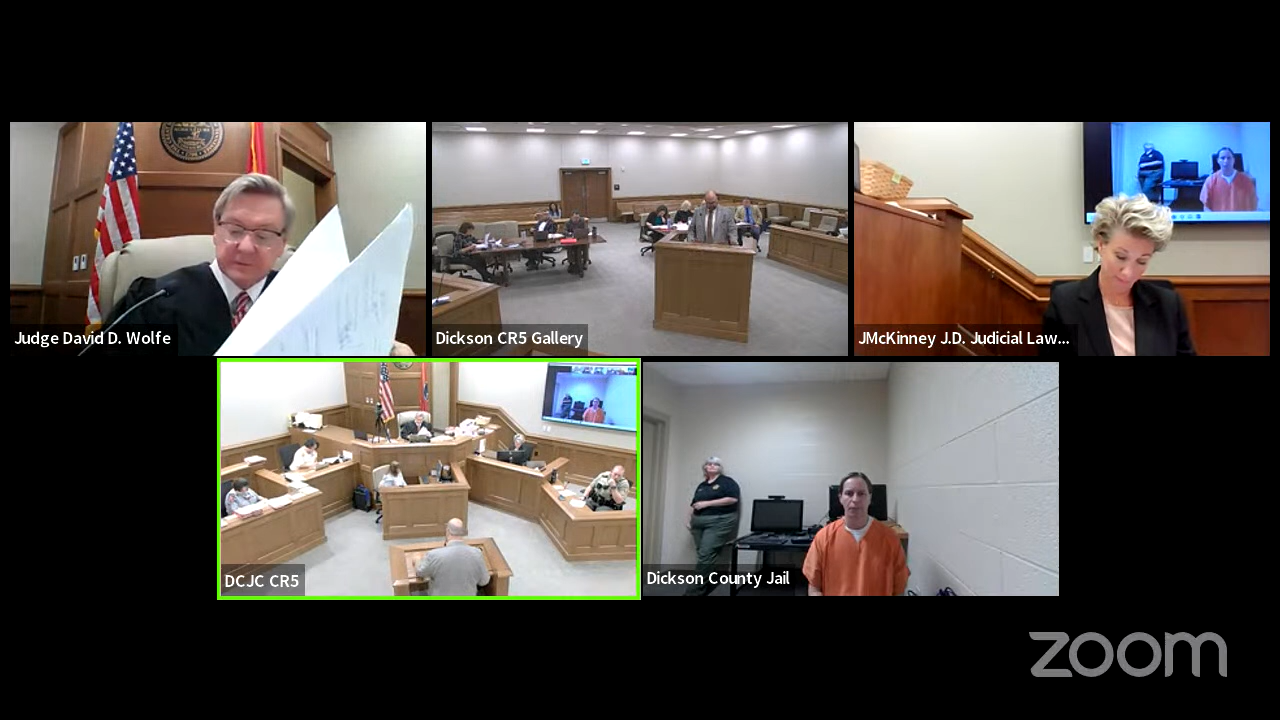 Judge David D. Wolfe
Dickson CR5 Gallery
JMcKinney J.D. Judicial Law...
DCJC CR5
Dickson County Jail
zoom